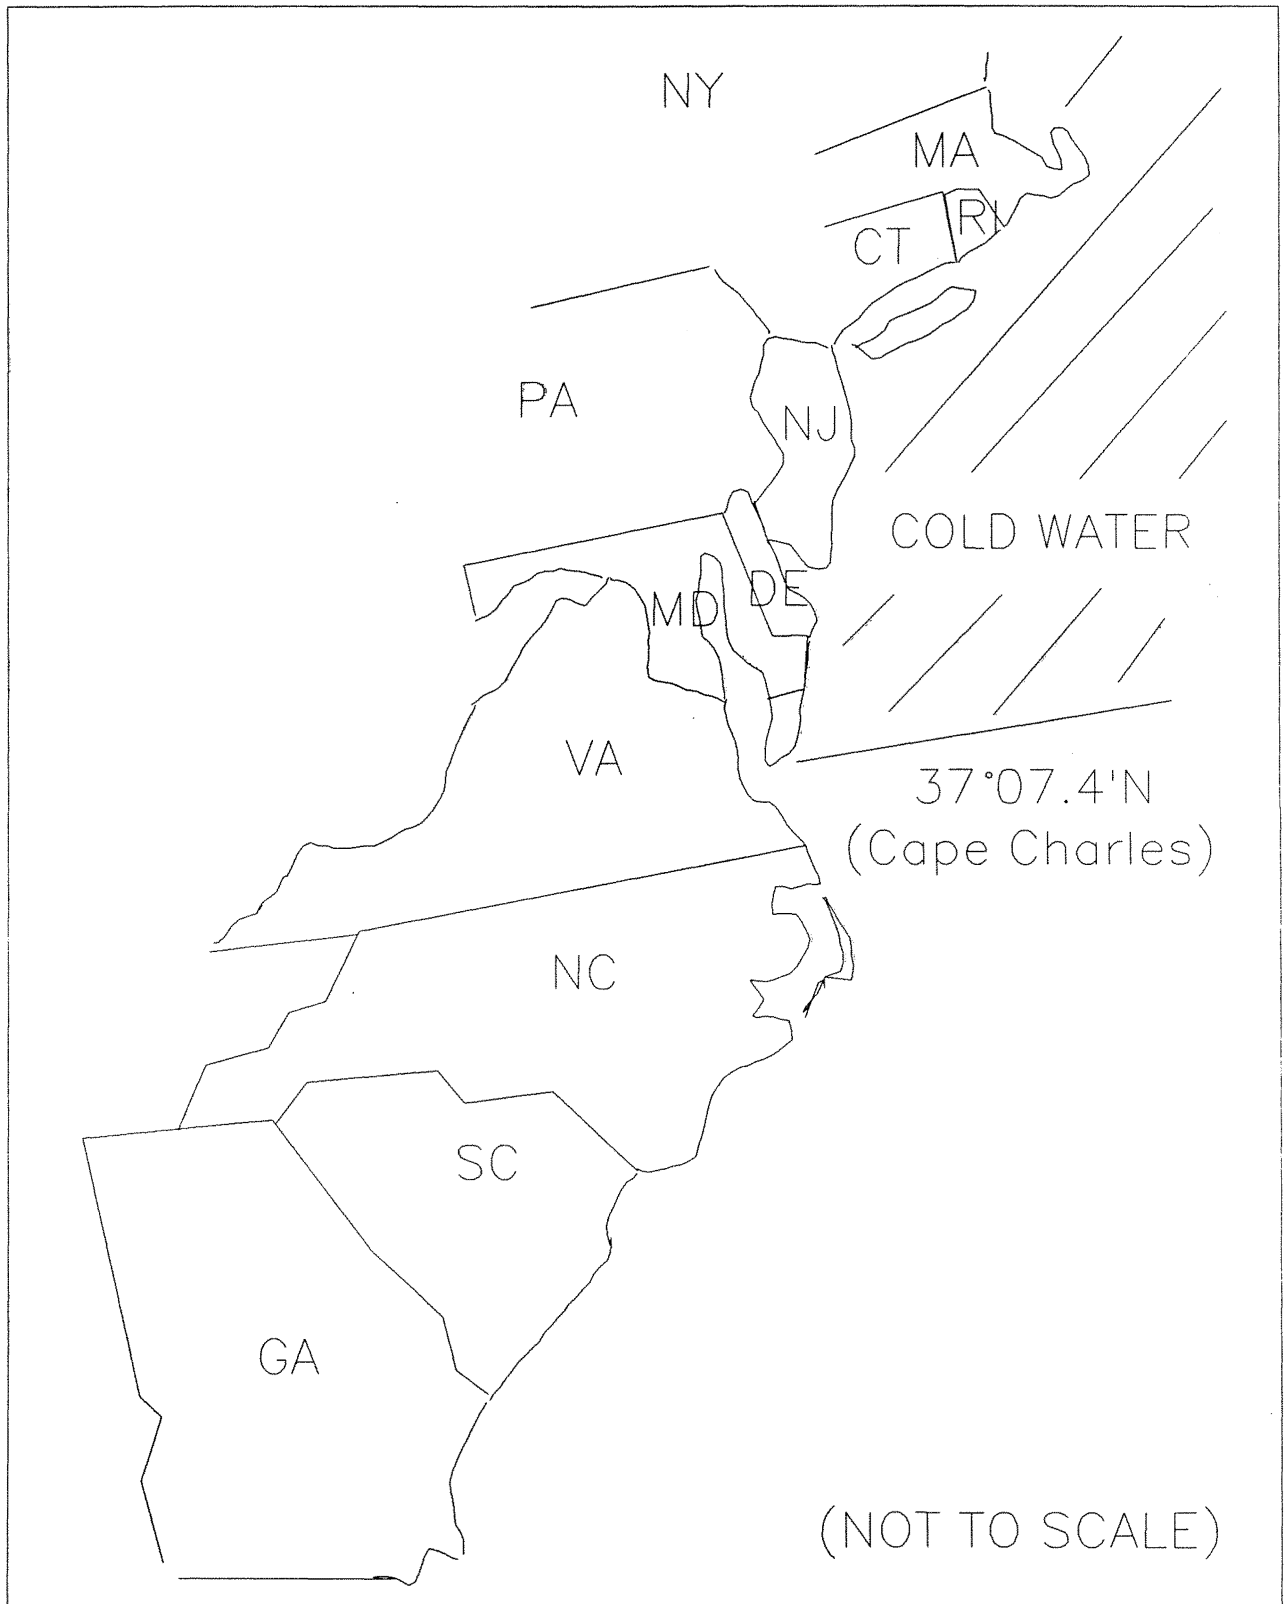 NY
MA
RI
CT
PA
NJ
COLD WATER
DE
MD
VA
37°07.4'N
(Cape Charles)
NC
SC
GA
(NOT TO SCALE)